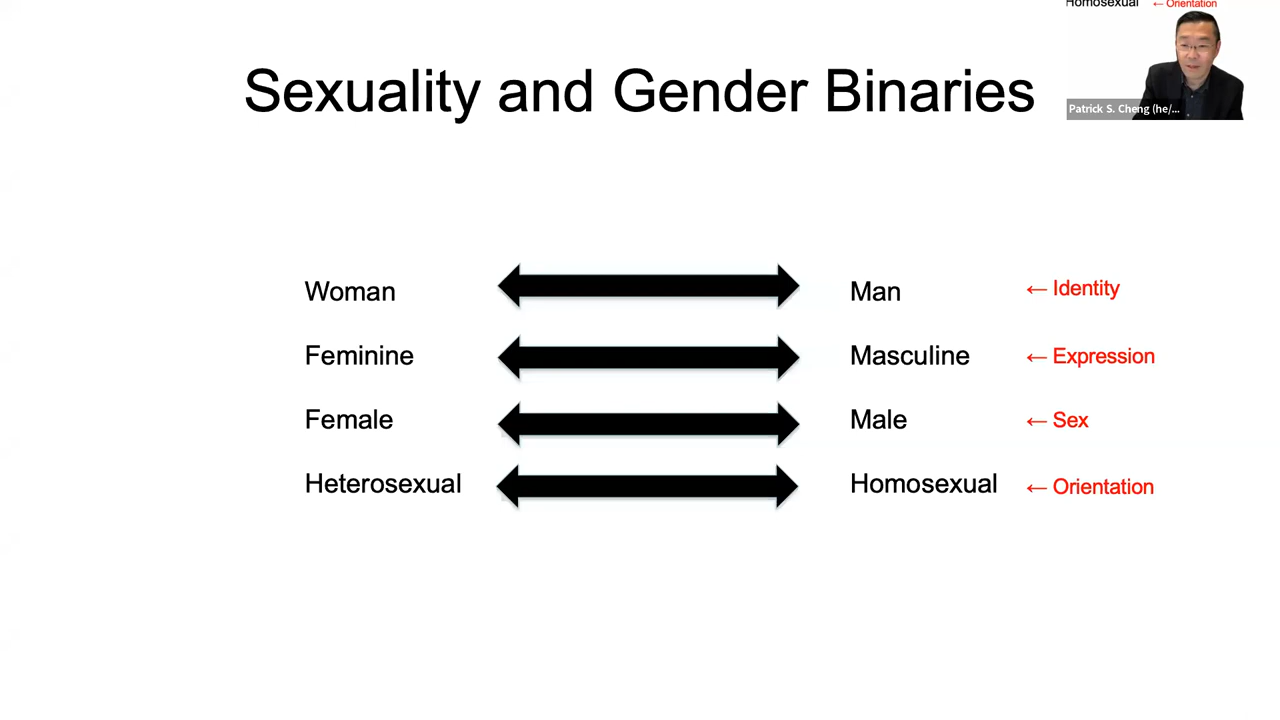 Homosexual ← Orientation
Sexuality and Gender Binaries
Patrick S. Cheng (he/...
Woman Man ← Identity
Feminine Masculine ← Expression
Female Male ← Sex
Heterosexual Homosexual ← Orientation